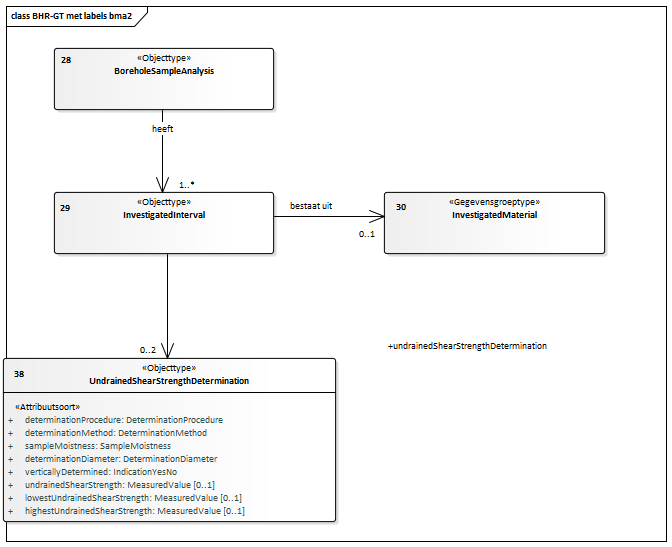 class BHR-GT met labels bma2
28
«Objecttype»
BoreholeSampleAnalysis
heeft
1..*
29
«Objecttype»
InvestigatedInterval
bestaat uit
0..1
30
«Gegevensgroeptype»
InvestigatedMaterial
0..2
+undrainedShearStrengthDetermination
38
«Objecttype»
UndrainedShearStrengthDetermination
«Attribuutsoort»
+ determinationProcedure: DeterminationProcedure
+ determinationMethod: DeterminationMethod
+ sampleMoistness: SampleMoistness
+ determinationDiameter: DeterminationDiameter
+ verticallyDetermined: IndicationYesNo
+ undrainedShearStrength: MeasuredValue [0..1]
+ lowestUndrainedShearStrength: MeasuredValue [0..1]
+ highestUndrainedShearStrength: MeasuredValue [0..1]